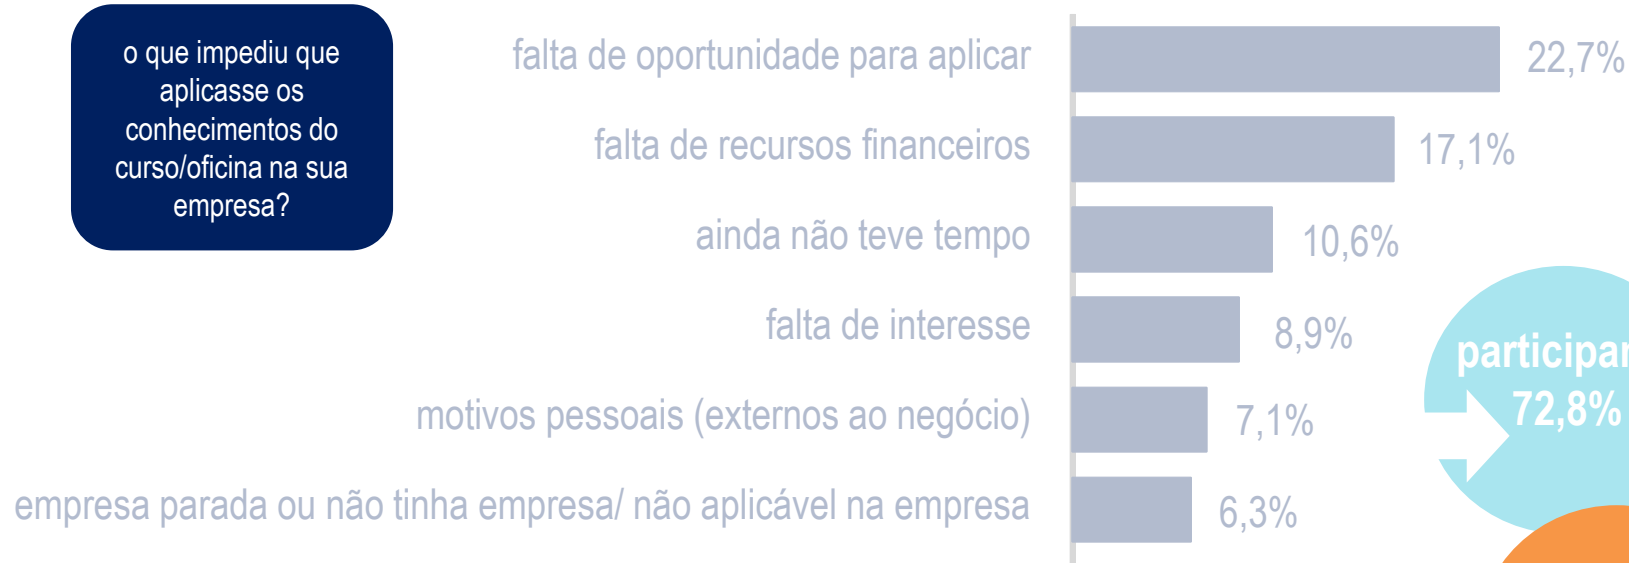 o que impediu que
aplicasse os
conhecimentos do
curso/oficina na sua
empresa?
falta de oportunidade para aplicar 22,7%
falta de recursos financeiros 17,1%
ainda não teve tempo 10,6%
falta de interesse 8,9%
motivos pessoais (externos ao negócio) 7,1%
empresa parada ou não tinha empresa/ não aplicável na empresa 6,3%
72,8%